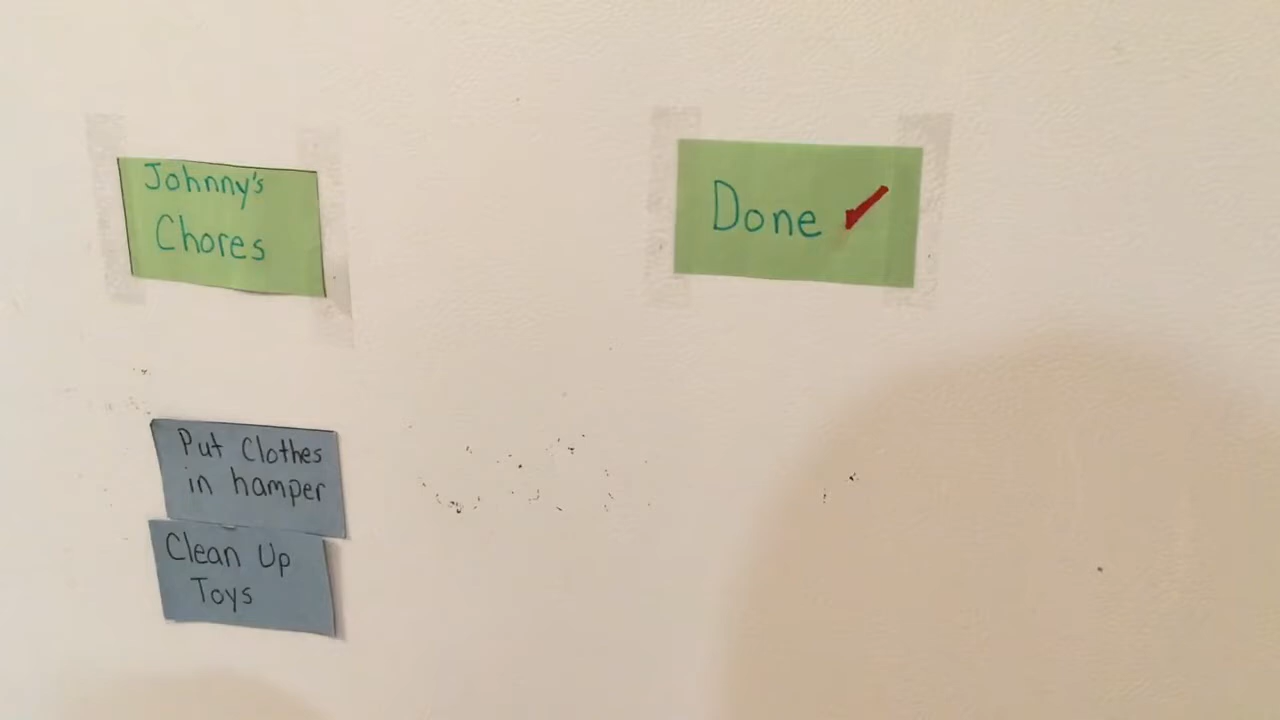 Johnny's
Chores
Done ✓
Put Clothes
in hamper
Clean Up
Toys